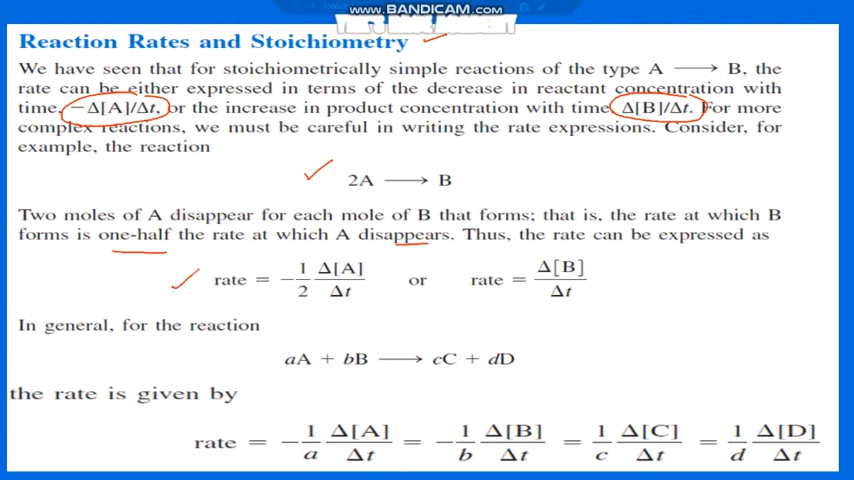 WWW.BANDICAM.COM
Reaction Rates and Stoichiometry
We have seen that for stoichiometrically simple reactions of the type A ⟶ B, the
rate can be either expressed in terms of the decrease in reactant concentration with
time, −Δ[A]/Δt, or the increase in product concentration with time, Δ[B]/Δt. For more
complex reactions, we must be careful in writing the rate expressions. Consider, for
example, the reaction
2A ⟶ B
Two moles of A disappear for each mole of B that forms; that is, the rate at which B
forms is one-half the rate at which A disappears. Thus, the rate can be expressed as
rate = −1/2 Δ[A]/Δt or rate = Δ[B]/Δt
In general, for the reaction
aA + bB ⟶ cC + dD
the rate is given by
rate = −1/a Δ[A]/Δt = −1/b Δ[B]/Δt = 1/c Δ[C]/Δt = 1/d Δ[D]/Δt